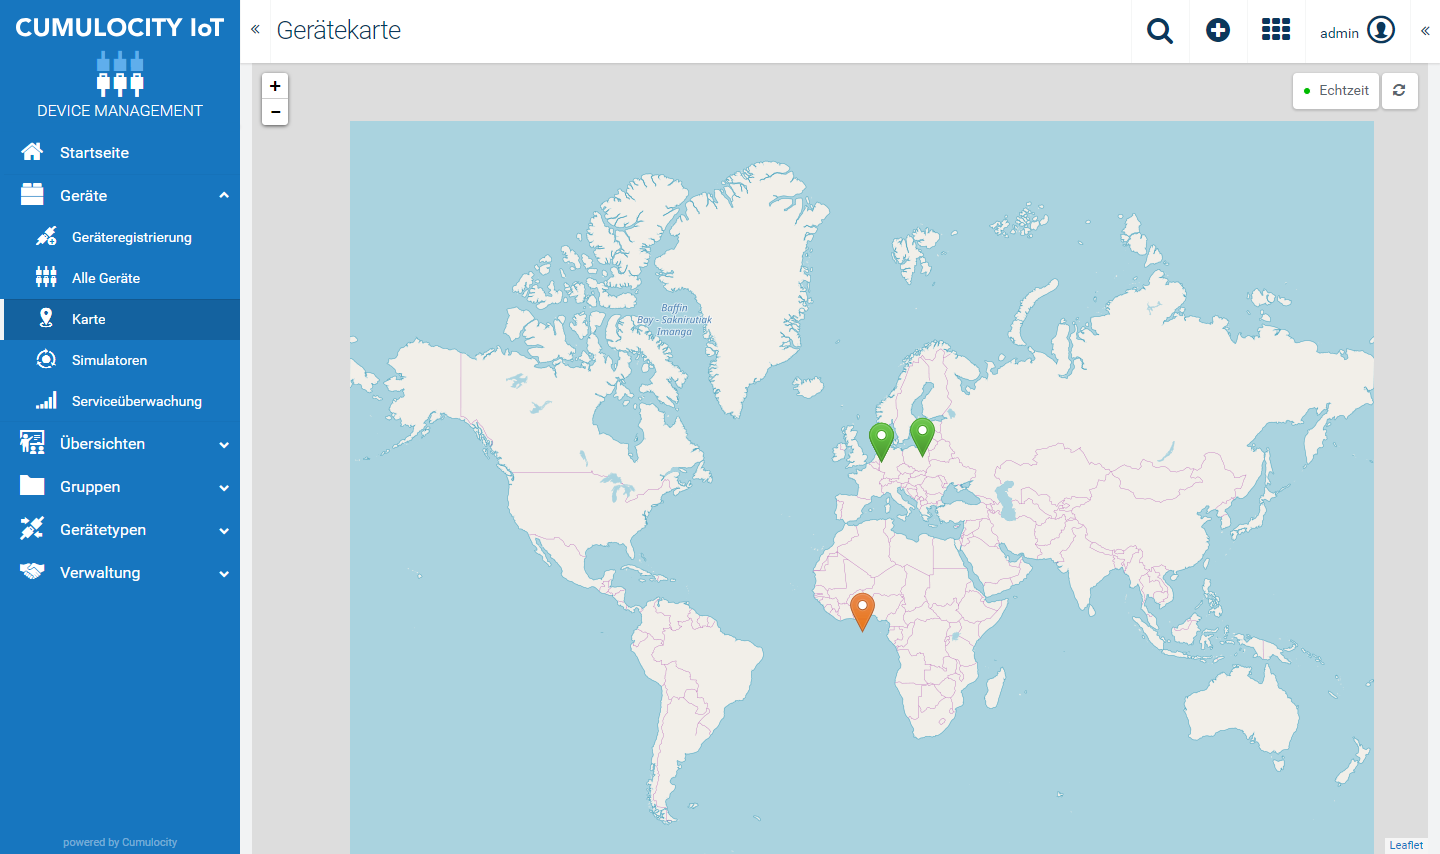 CUMULOCITY IoT
DEVICE MANAGEMENT
Startseite
Geräte
Geräteregistrierung
Alle Geräte
Karte
Simulatoren
Serviceüberwachung
Übersichten
Gruppen
Gerätetypen
Verwaltung
powered by Cumulocity
« Gerätekarte
admin «
+
−
Echtzeit
Baffin
Bay - Saknirutiak
Imanga
Leaflet